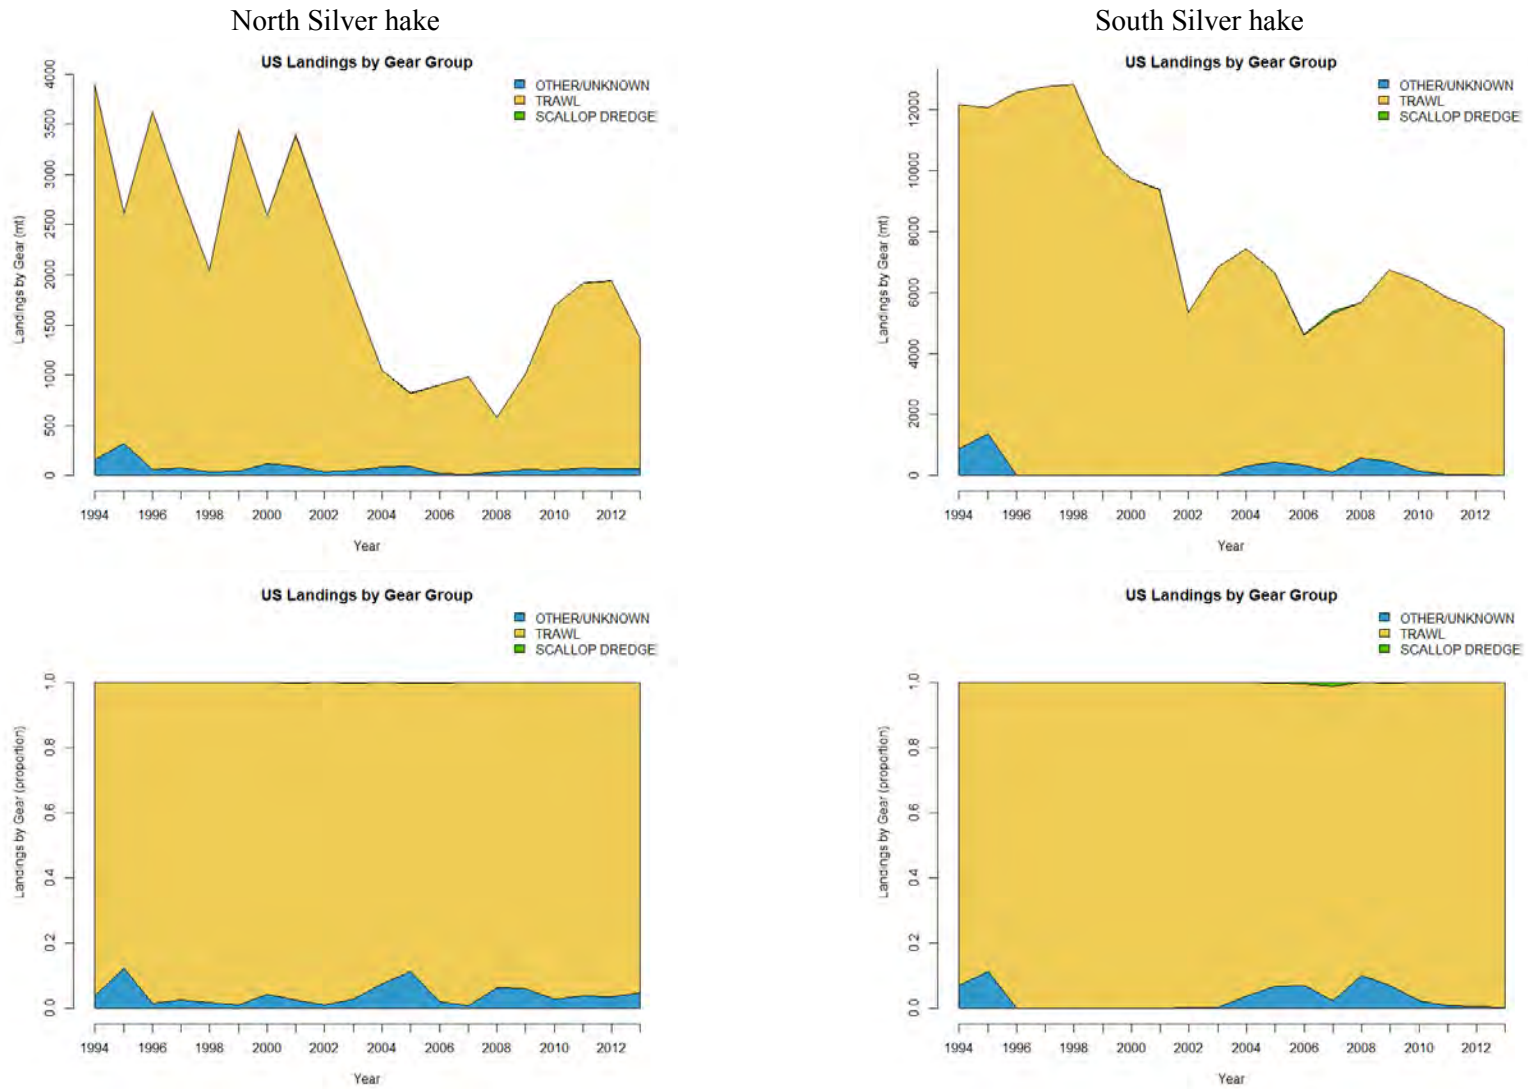 North Silver hake
South Silver hake
US Landings by Gear Group
OTHER/UNKNOWN
TRAWL
SCALLOP DREDGE
Landings by Gear (mt)
4000
3500
3000
2500
2000
1500
1000
500
0
1994 1996 1998 2000 2002 2004 2006 2008 2010 2012
Year
US Landings by Gear Group
OTHER/UNKNOWN
TRAWL
SCALLOP DREDGE
Landings by Gear (mt)
12000
10000
8000
6000
4000
2000
0
1994 1996 1998 2000 2002 2004 2006 2008 2010 2012
Year
US Landings by Gear Group
OTHER/UNKNOWN
TRAWL
SCALLOP DREDGE
Landings by Gear (proportion)
1.0
0.8
0.6
0.4
0.2
0.0
1994 1996 1998 2000 2002 2004 2006 2008 2010 2012
Year
US Landings by Gear Group
OTHER/UNKNOWN
TRAWL
SCALLOP DREDGE
Landings by Gear (proportion)
1.0
0.8
0.6
0.4
0.2
0.0
1994 1996 1998 2000 2002 2004 2006 2008 2010 2012
Year